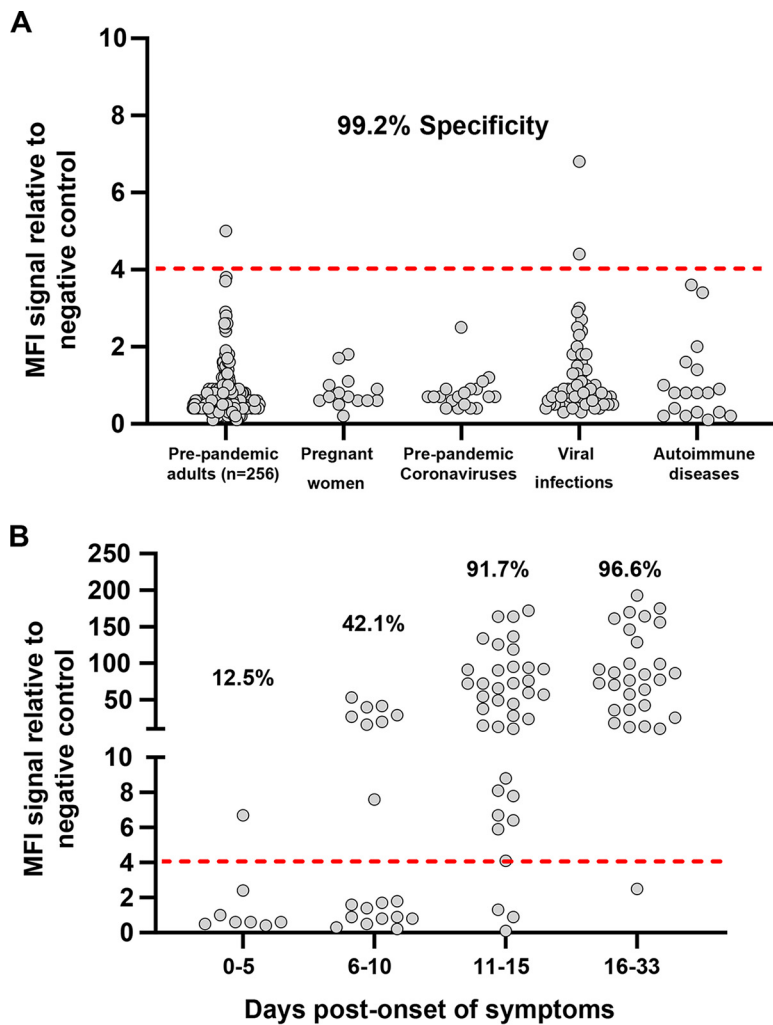 A
MFI signal relative to
negative control
10
8
6
4
2
0
99.2% Specificity
Pre-pandemic
adults (n=256)
Pregnant
women
Pre-pandemic
Coronaviruses
Viral
infections
Autoimmune
diseases
B
MFI signal relative to
negative control
250
200
150
100
50
10
8
6
4
2
0
12.5%
42.1%
91.7%
96.6%
0-5
6-10
11-15
16-33
Days post-onset of symptoms